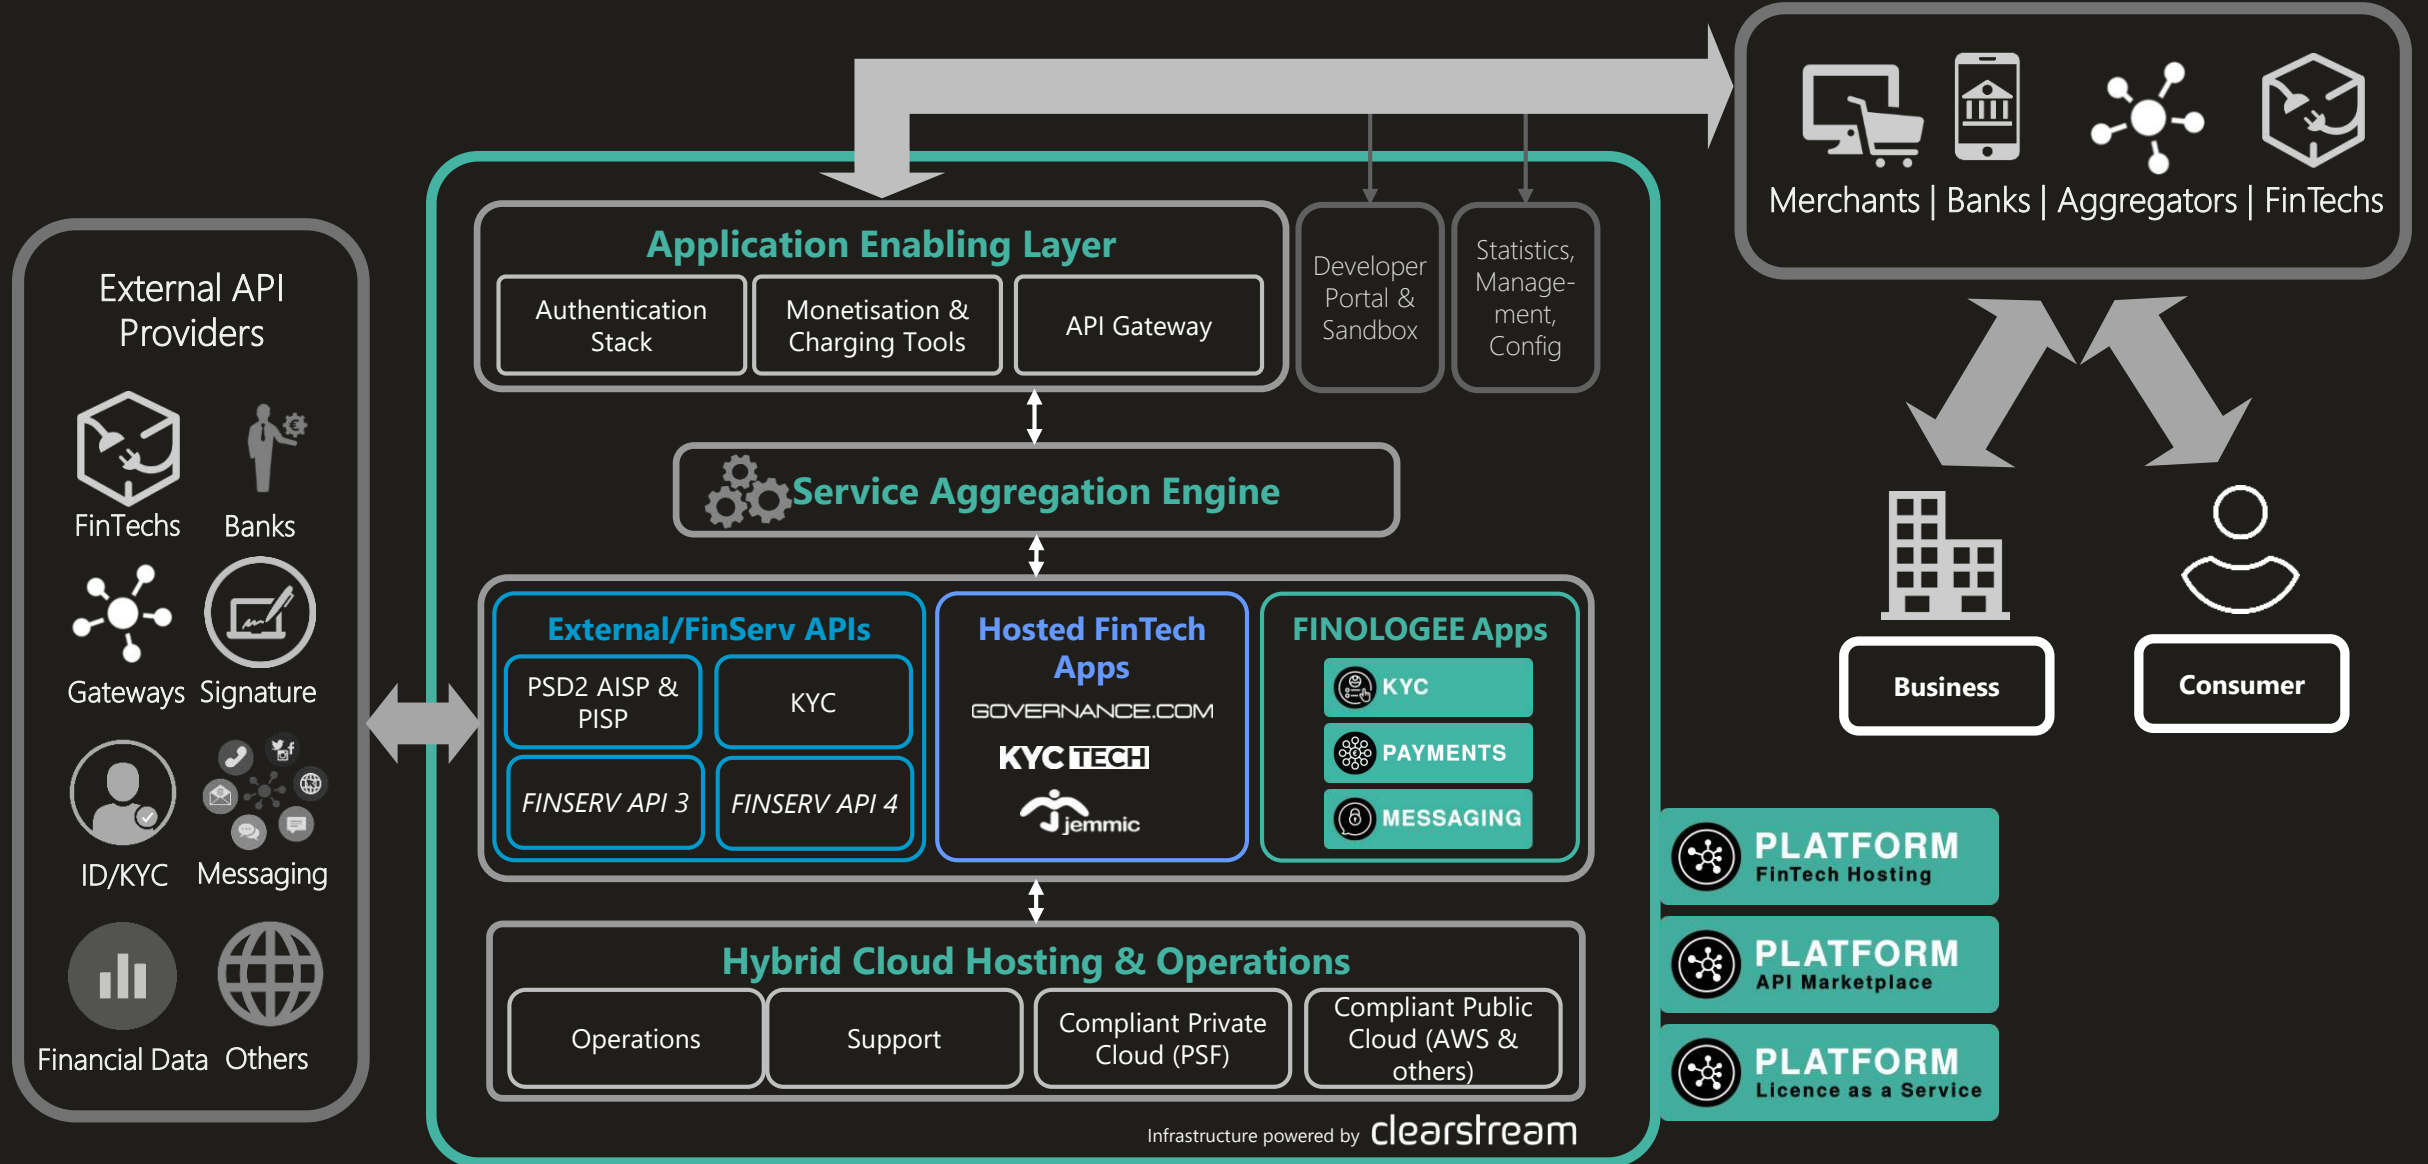 Merchants | Banks | Aggregators | FinTechs
External API
Providers
FinTechs
Banks
Gateways
Signature
ID/KYC
Messaging
Financial Data
Others
Application Enabling Layer
Authentication
Stack
Monetisation &
Charging Tools
API Gateway
Developer
Portal &
Sandbox
Statistics,
Manage-
ment,
Config
Service Aggregation Engine
External/FinServ APIs
PSD2 AISP &
PISP
KYC
FINSERV API 3
FINSERV API 4
Hosted FinTech
Apps
GOVERNANCE.COM
KYC TECH
jemmic
FINOLOGEE Apps
KYC
PAYMENTS
MESSAGING
Hybrid Cloud Hosting & Operations
Operations
Support
Compliant Private
Cloud (PSF)
Compliant Public
Cloud (AWS &
others)
Infrastructure powered by clearstream
Business
Consumer
PLATFORM
FinTech Hosting
PLATFORM
API Marketplace
PLATFORM
Licence as a Service